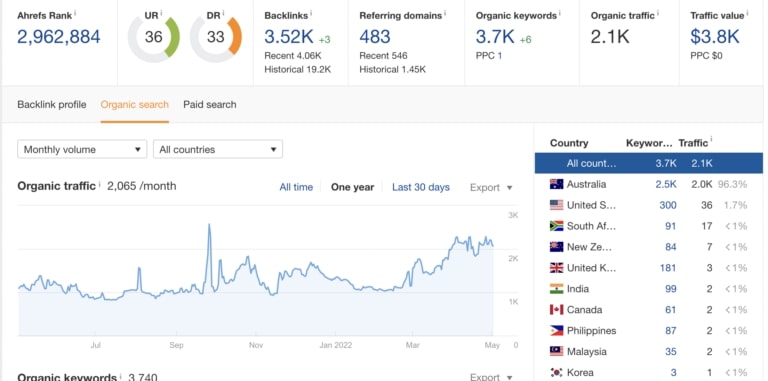 Ahrefs Rank i
2,962,884
UR i
36
DR i
33
Backlinks i
3.52K +3
Recent 4.06K
Historical 19.2K
Referring domains i
483
Recent 546
Historical 1.45K
Organic keywords i
3.7K +6
PPC 1
Organic traffic i
2.1K
Traffic value i
$3.8K
PPC $0
Backlink profile Organic search Paid search
Monthly volume ▼ All countries ▼
Organic traffic i 2,065 /month All time One year Last 30 days Export ▼
3K
2K
1K
Jul Sep Nov Jan 2022 Mar May 0
Organic keywords i 3,740 Export ▼
Country Keywor... i Traffic i
All count... 3.7K 2.1K
Australia 2.5K 2.0K 96.3%
United S... 300 36 1.7%
South Af... 91 17 <1%
New Ze... 84 7 <1%
United K... 181 3 <1%
India 99 2 <1%
Canada 61 2 <1%
Philippines 87 2 <1%
Malaysia 35 2 <1%
Korea 3 1 <1%